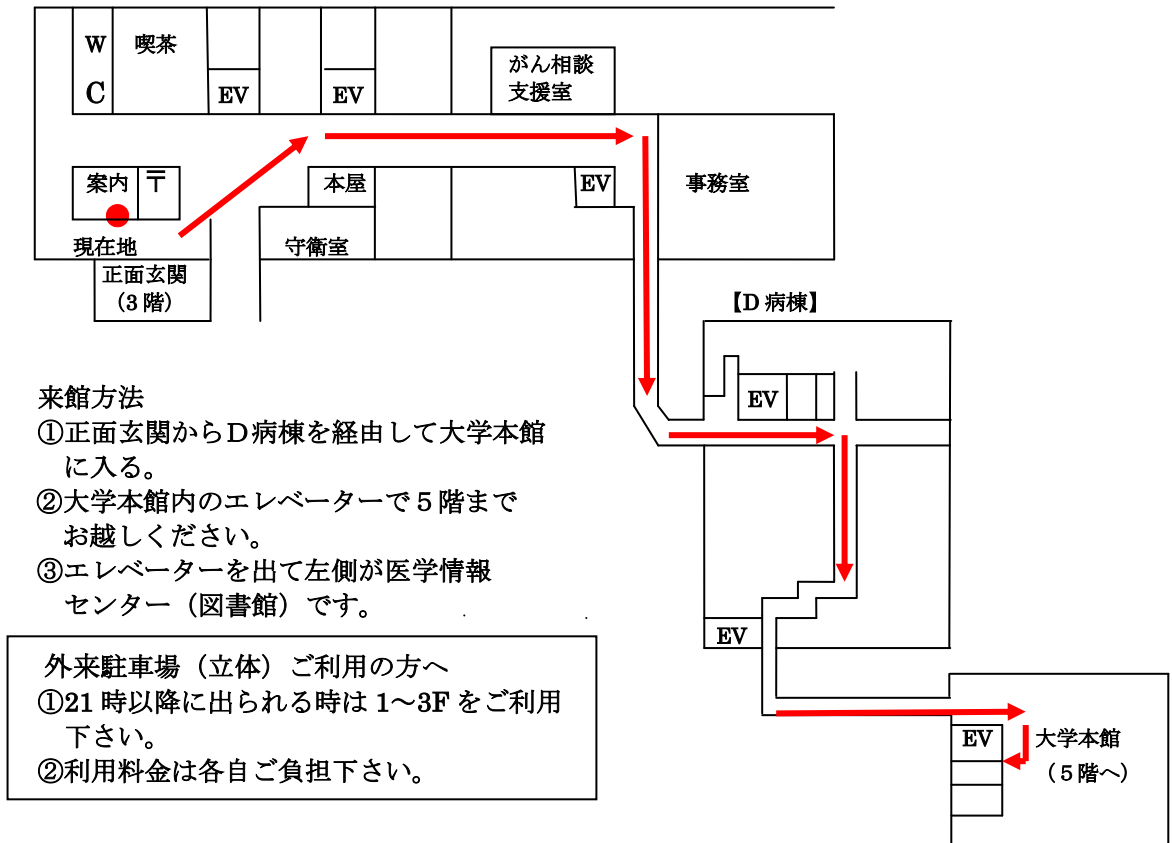 W
C
喫茶
EV
EV
がん相談
支援室
案内
〒
本屋
EV
事務室
現在地
守衛室
正面玄関
（3 階）
【D 病棟】
EV
来館方法
①正面玄関からＤ病棟を経由して大学本館
に入る。
②大学本館内のエレベーターで５階まで
お越しください。
③エレベーターを出て左側が医学情報
センター（図書館）です。
EV
外来駐車場（立体）ご利用の方へ
①21 時以降に出られる時は 1～3F をご利用
下さい。
②利用料金は各自ご負担下さい。
EV
大学本館
（５階へ）